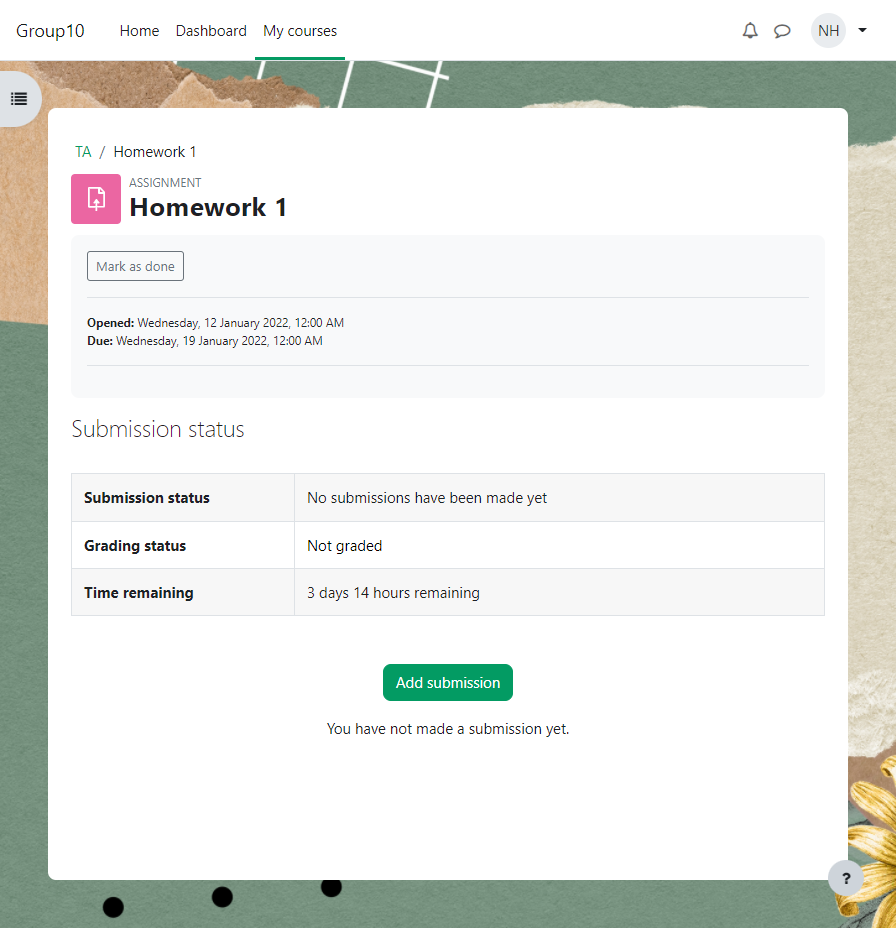 Group10 Home Dashboard My courses NH
TA / Homework 1
ASSIGNMENT
Homework 1
Mark as done
Opened: Wednesday, 12 January 2022, 12:00 AM
Due: Wednesday, 19 January 2022, 12:00 AM
Submission status
Submission status No submissions have been made yet
Grading status Not graded
Time remaining 3 days 14 hours remaining
Add submission
You have not made a submission yet.
?